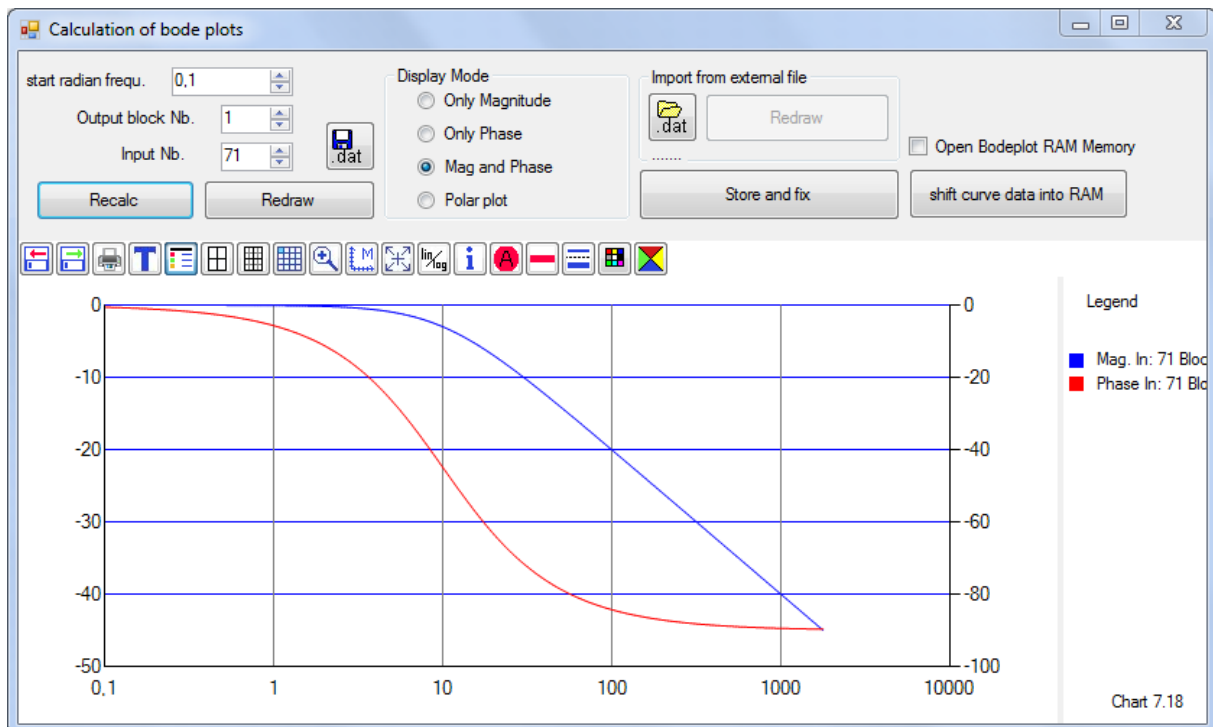 Calculation of bode plots
start radian frequ. 0,1
Output block Nb. 1
Input Nb. 71
.dat
Recalc
Redraw
Display Mode
Only Magnitude
Only Phase
Mag and Phase
Polar plot
Import from external file
.dat
Redraw
.......
Store and fix
Open Bodeplot RAM Memory
shift curve data into RAM
T
M
lin/log
i
A
0
-10
-20
-30
-40
-50
0,1
1
10
100
1000
10000
0
-20
-40
-60
-80
-100
Legend
Mag. In: 71 Bloc
Phase In: 71 Blo
Chart 7.18